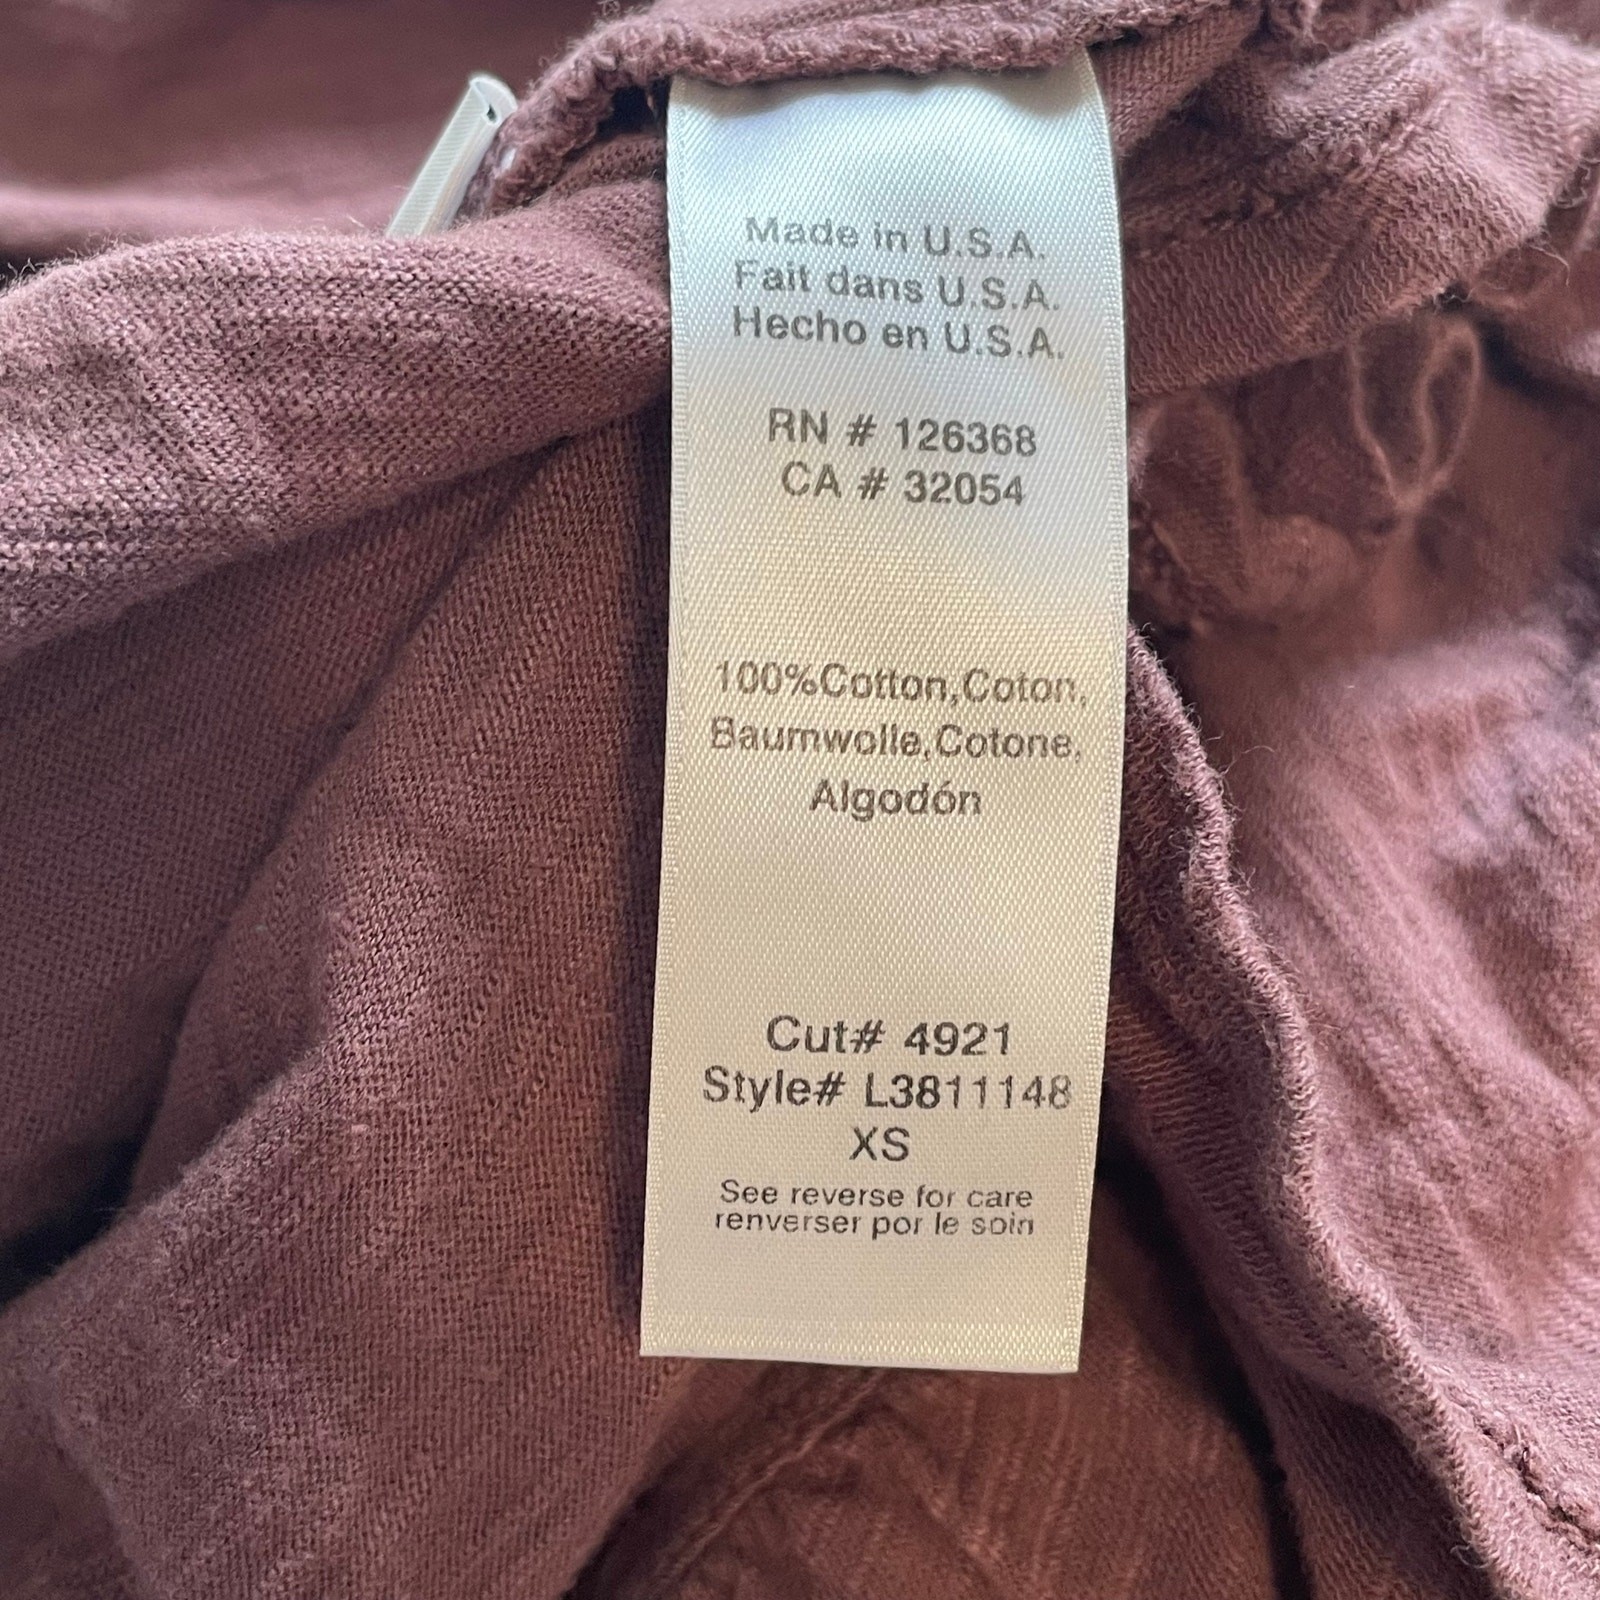 Made in U.S.A.
Fait dans U.S.A.
Hecho en U.S.A.
RN # 126368
CA # 32054
100%Cotton,Coton,
Baumwolle,Cotone,
Algodón
Cut# 4921
Style# L3811148
XS
See reverse for care
renverser por le soin